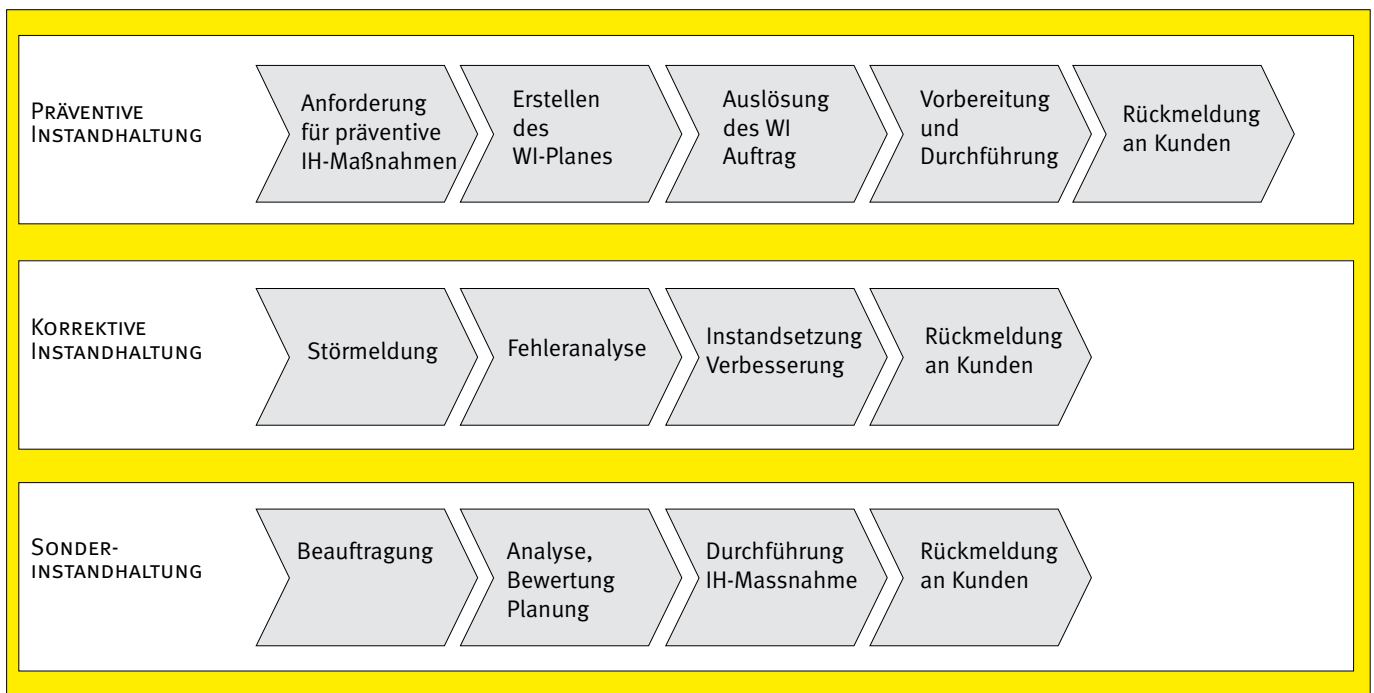 PRÄVENTIVE
INSTANDHALTUNG
Anforderung
für präventive
IH-Maßnahmen
Erstellen
des
WI-Planes
Auslösung
des WI
Auftrag
Vorbereitung
und
Durchführung
Rückmeldung
an Kunden
KORREKTIVE
INSTANDHALTUNG
Störmeldung
Fehleranalyse
Instandsetzung
Verbesserung
Rückmeldung
an Kunden
SONDER-
INSTANDHALTUNG
Beauftragung
Analyse,
Bewertung
Planung
Durchführung
IH-Massnahme
Rückmeldung
an Kunden